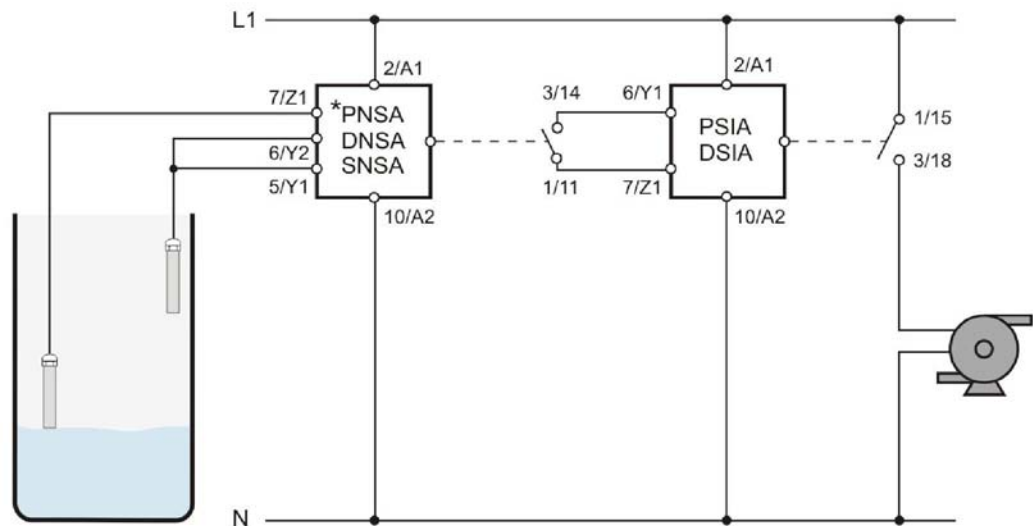 L1
2/A1
2/A1
7/Z1
3/14
6/Y1
*PNSA
1/15
PSIA
DNSA
DSIA
6/Y2
SNSA
3/18
5/Y1
1/11
7/Z1
10/A2
10/A2
N